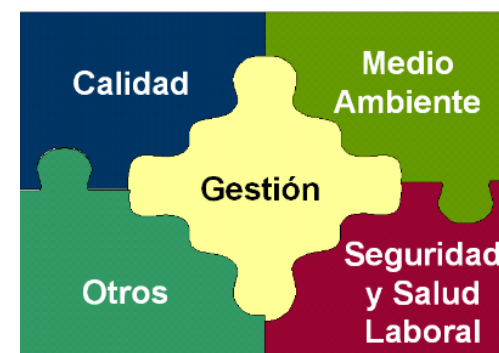 Calidad
Medio
Ambiente
Gestión
Otros
Seguridad
y Salud
Laboral